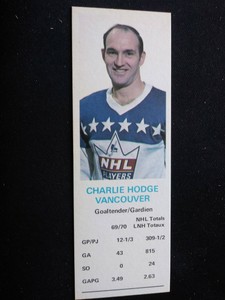 NHL
PLAYERS
CHARLIE HODGE
VANCOUVER
Goaltender/Gardien
NHL Totals
69/70 LNH Totaux
GP/PJ 12-1/3 309-1/2
GA 43 815
SO 0 24
GAPG 3.49 2.63